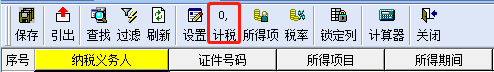 0,
保存 引出 查找 过滤 刷新 设置 计税 所得项 税率 锁定列 计算器 关闭
序号 纳税义务人 证件号码 所得项目 所得期间